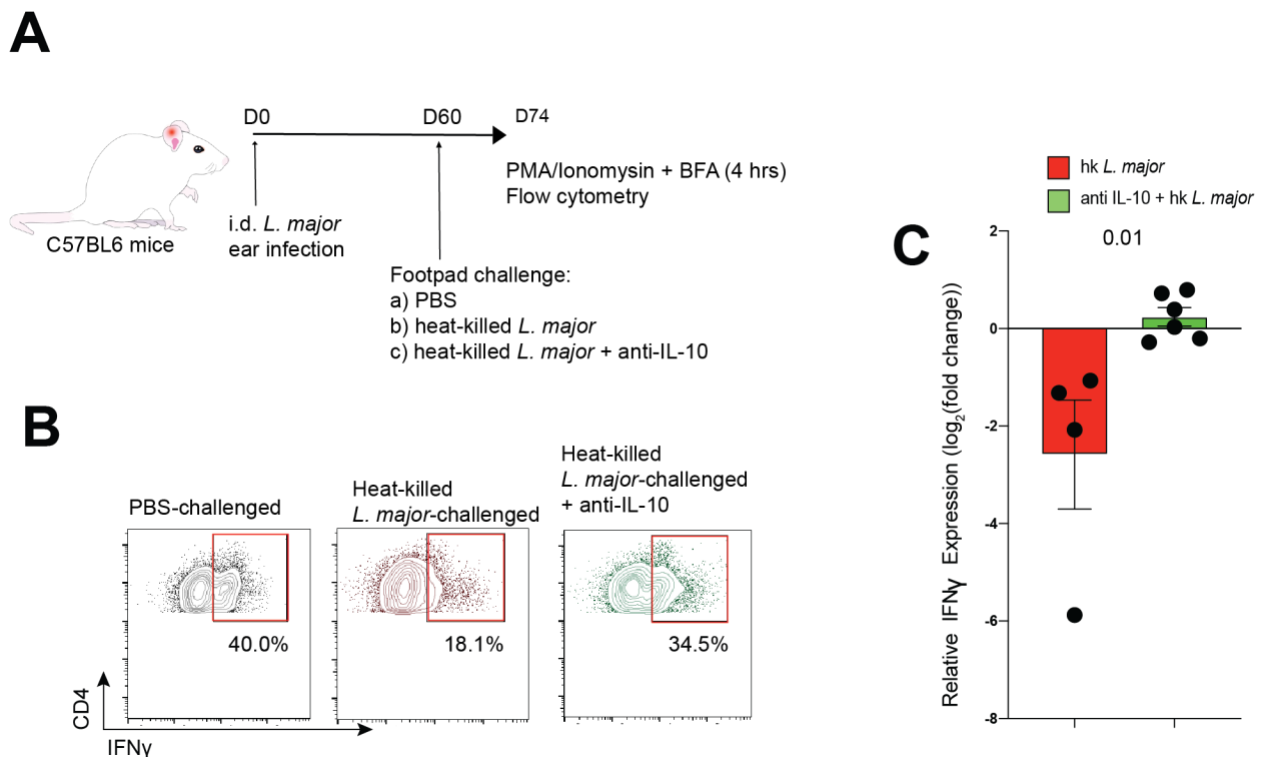 A
D0
D60
D74
PMA/Ionomysin + BFA (4 hrs)
Flow cytometry
i.d. L. major
ear infection
C57BL6 mice
Footpad challenge:
a) PBS
b) heat-killed L. major
c) heat-killed L. major + anti-IL-10
B
PBS-challenged
Heat-killed
L. major-challenged
Heat-killed
L. major-challenged
+ anti-IL-10
40.0%
18.1%
34.5%
CD4
IFNγ
C
hk L. major
anti IL-10 + hk L. major
0.01
Relative IFNγ Expression (log2(fold change))
2
0
-2
-4
-6
-8